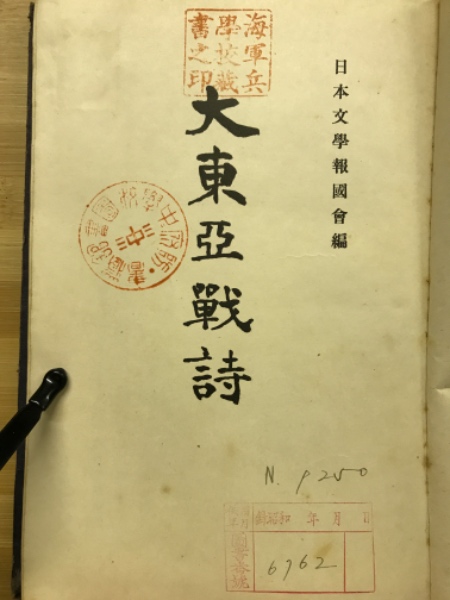 日本文學報國會編
海軍兵
學校藏
書之印
大東亞戰詩
N. P250
昭和 年 月 日
6762